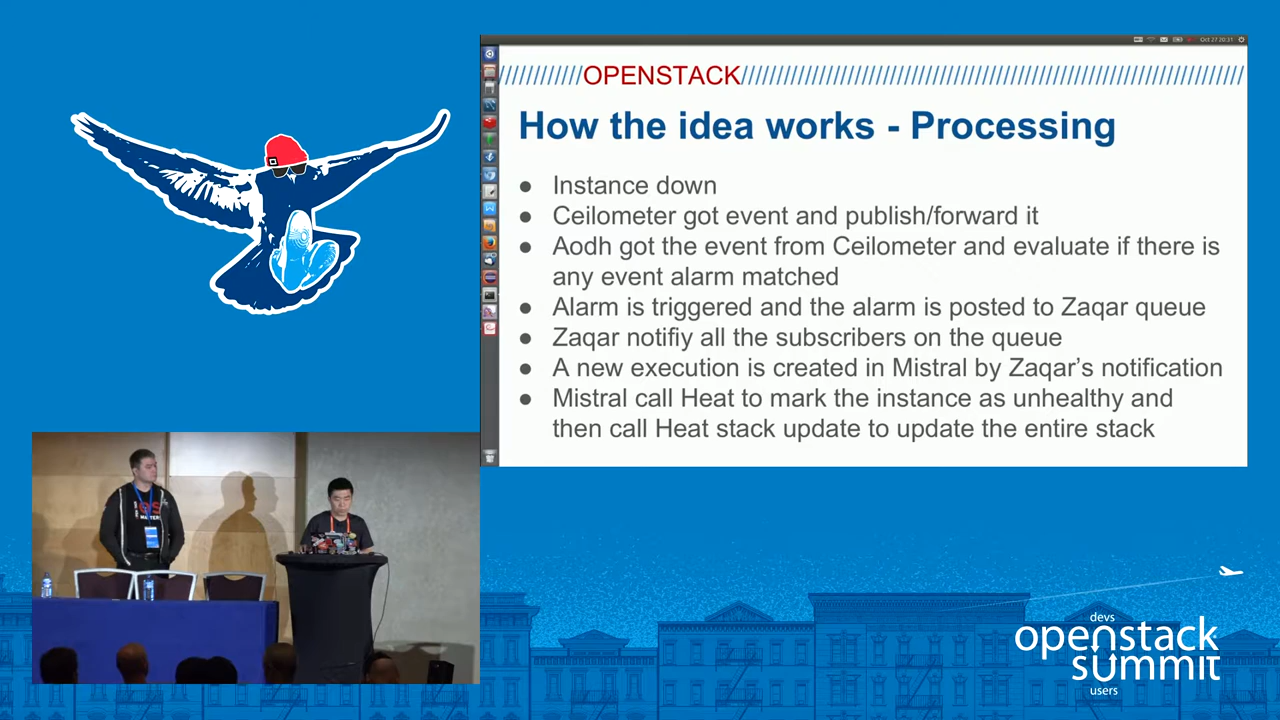 Oct 27 20:31
///////////OPENSTACK///////////////////////////////////////////////////////////////////
How the idea works - Processing
● Instance down
● Ceilometer got event and publish/forward it
● Aodh got the event from Ceilometer and evaluate if there is
any event alarm matched
● Alarm is triggered and the alarm is posted to Zaqar queue
● Zaqar notifiy all the subscribers on the queue
● A new execution is created in Mistral by Zaqar's notification
● Mistral call Heat to mark the instance as unhealthy and
then call Heat stack update to update the entire stack
devs
openstack
summit
users